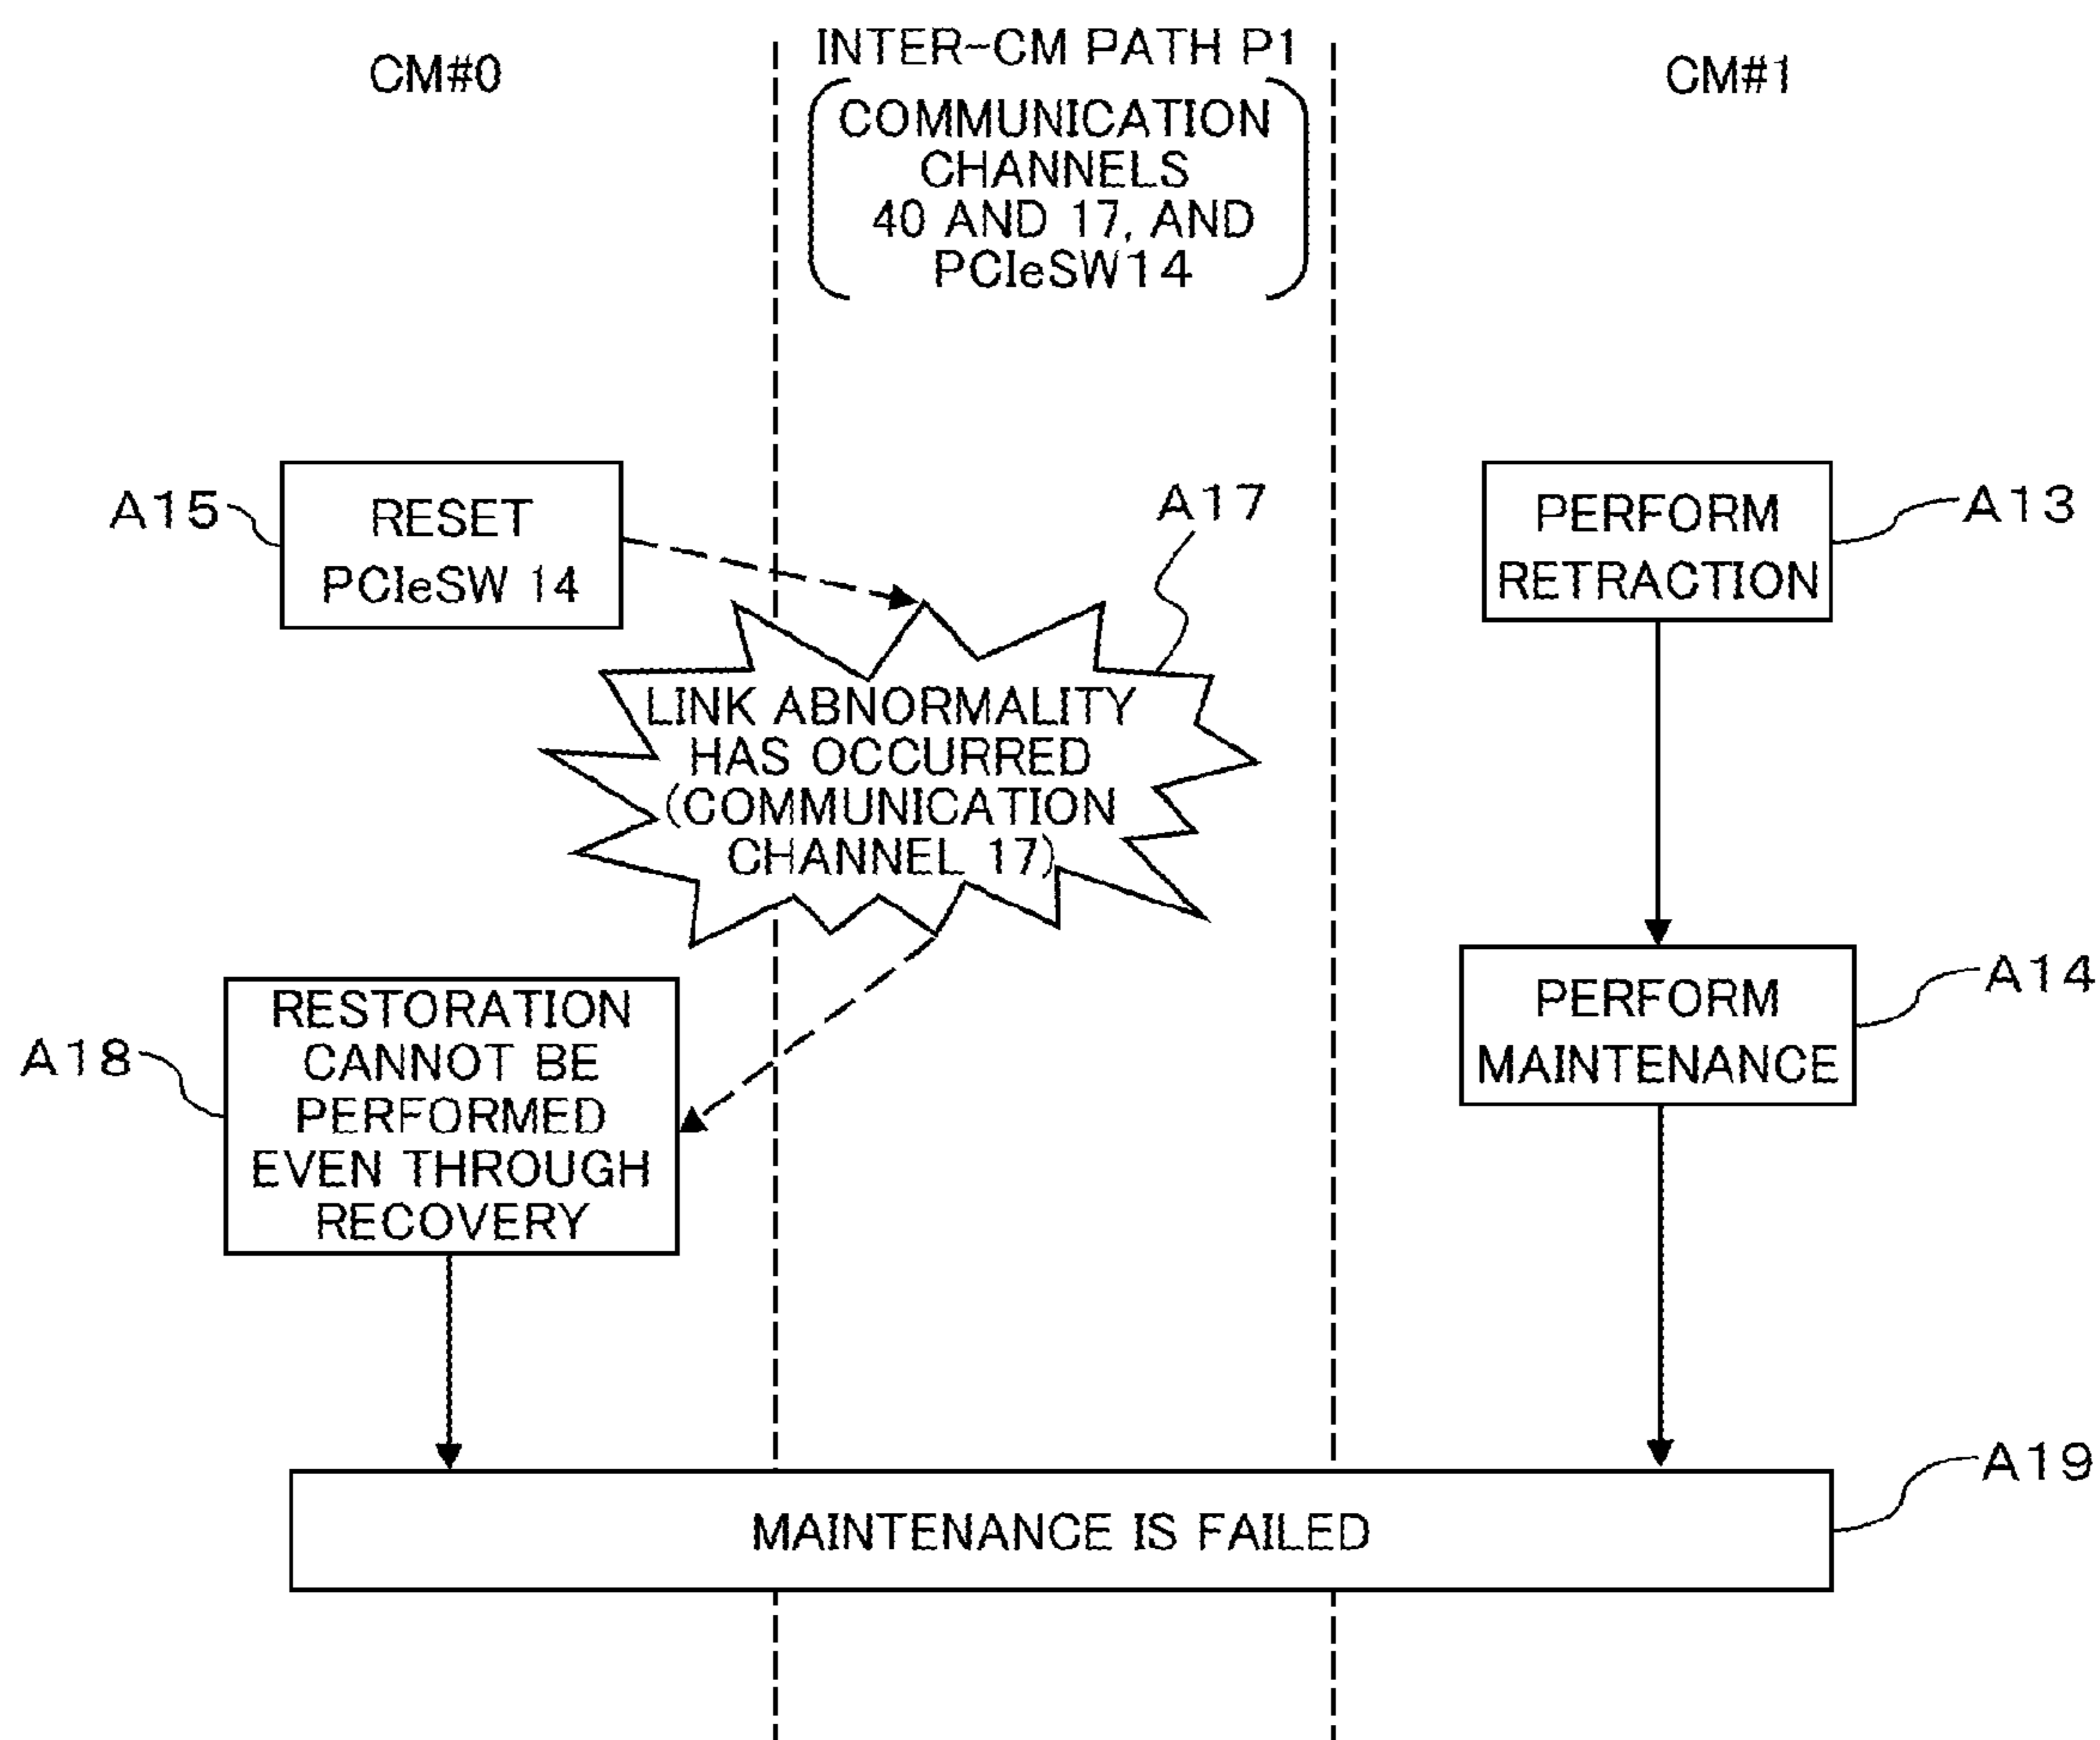 CM#0
INTER-CM PATH P1
COMMUNICATION
CHANNELS
40 AND 17, AND
PCIeSW14
CM#1
A15
RESET
PCIeSW 14
A17
PERFORM
RETRACTION
A13
LINK ABNORMALITY
HAS OCCURRED
(COMMUNICATION
CHANNEL 17)
A18
RESTORATION
CANNOT BE
PERFORMED
EVEN THROUGH
RECOVERY
PERFORM
MAINTENANCE
A14
MAINTENANCE IS FAILED
A19